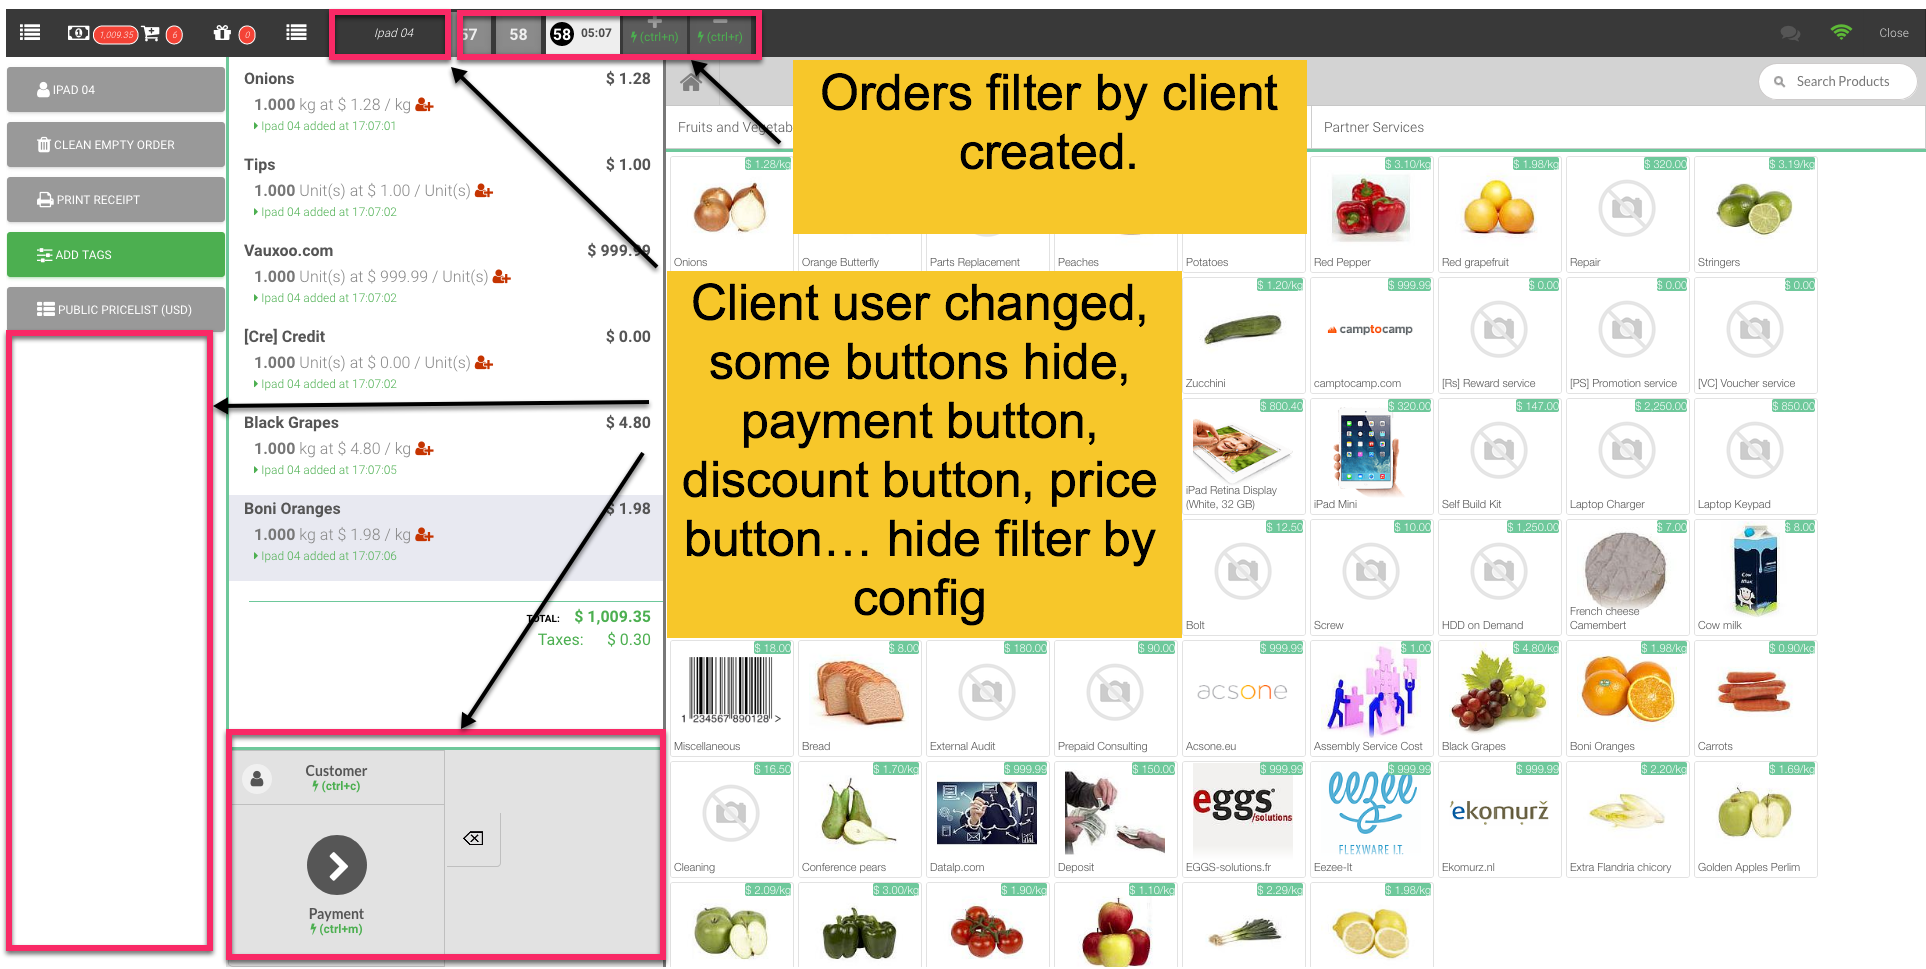 1,009.35
6
0
Ipad 04
57
58
58 05:07
+
(ctrl+n)
−
(ctrl+r)
Close
IPAD 04
CLEAN EMPTY ORDER
PRINT RECEIPT
ADD TAGS
PUBLIC PRICELIST (USD)
Onions $ 1.28
1.000 kg at $ 1.28 / kg
Ipad 04 added at 17:07:01
Tips $ 1.00
1.000 Unit(s) at $ 1.00 / Unit(s)
Ipad 04 added at 17:07:02
Vauxoo.com $ 999.99
1.000 Unit(s) at $ 999.99 / Unit(s)
Ipad 04 added at 17:07:02
[Cre] Credit $ 0.00
1.000 Unit(s) at $ 0.00 / Unit(s)
Ipad 04 added at 17:07:02
Black Grapes $ 4.80
1.000 kg at $ 4.80 / kg
Ipad 04 added at 17:07:05
Boni Oranges $ 1.98
1.000 kg at $ 1.98 / kg
Ipad 04 added at 17:07:06
TOTAL: $ 1,009.35
Taxes: $ 0.30
Customer
(ctrl+c)
Payment
(ctrl+m)
Search Products
Fruits and Vegetab
Partner Services
Orders filter by client
created.
Client user changed,
some buttons hide,
payment button,
discount button, price
button... hide filter by
config
$ 1.28/kg
$ 3.10/kg
$ 1.98/kg
$ 320.00
$ 3.19/kg
Onions
Orange Butterfly
Parts Replacement
Peaches
Potatoes
Red Pepper
Red grapefruit
Repair
Stringers
$ 1.20/kg
$ 999.99
$ 0.00
$ 0.00
$ 0.00
camptocamp
Zucchini
camptocamp.com
[Rs] Reward service
[PS] Promotion service
[VC] Voucher service
$ 800.40
$ 320.00
$ 147.00
$ 2,250.00
$ 850.00
iPad Retina Display
(White, 32 GB)
iPad Mini
Self Build Kit
Laptop Charger
Laptop Keypad
$ 12.50
$ 10.00
$ 1,250.00
$ 7.00
$ 8.00
Cow
Milk
Bolt
Screw
HDD on Demand
French cheese
Camembert
Cow milk
$ 18.00
$ 8.00
$ 180.00
$ 90.00
$ 999.99
$ 1.00
$ 4.80/kg
$ 1.98/kg
$ 0.90/kg
1 234567 890128 >
acsone
Miscellaneous
Bread
External Audit
Prepaid Consulting
Acsone.eu
Assembly Service Cost
Black Grapes
Boni Oranges
Carrots
$ 16.50
$ 1.70/kg
$ 999.99
$ 150.00
$ 999.99
$ 999.99
$ 999.99
$ 2.20/kg
$ 1.69/kg
eggs
/solutions
eezee
FLEXWARE I.T.
ekomurž
Cleaning
Conference pears
Datalp.com
Deposit
EGGS-solutions.fr
Eezee-It
Ekomurz.nl
Extra Flandria chicory
Golden Apples Perlim
$ 2.09/kg
$ 3.00/kg
$ 1.90/kg
$ 1.10/kg
$ 2.29/kg
$ 1.98/kg